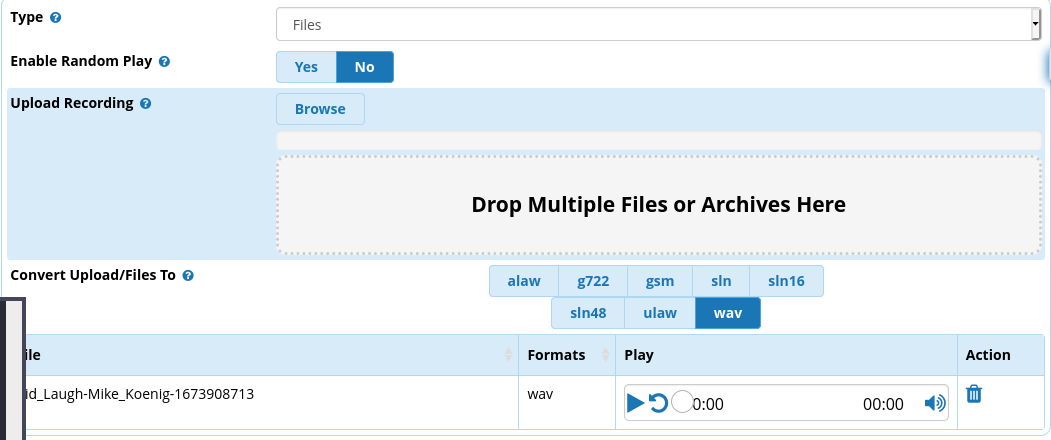 Type
Files
Enable Random Play
Yes No
Upload Recording
Browse
Drop Multiple Files or Archives Here
Convert Upload/Files To
alaw g722 gsm sln sln16
sln48 ulaw wav
ile Formats Play Action
id_Laugh-Mike_Koenig-1673908713 wav 0:00 00:00